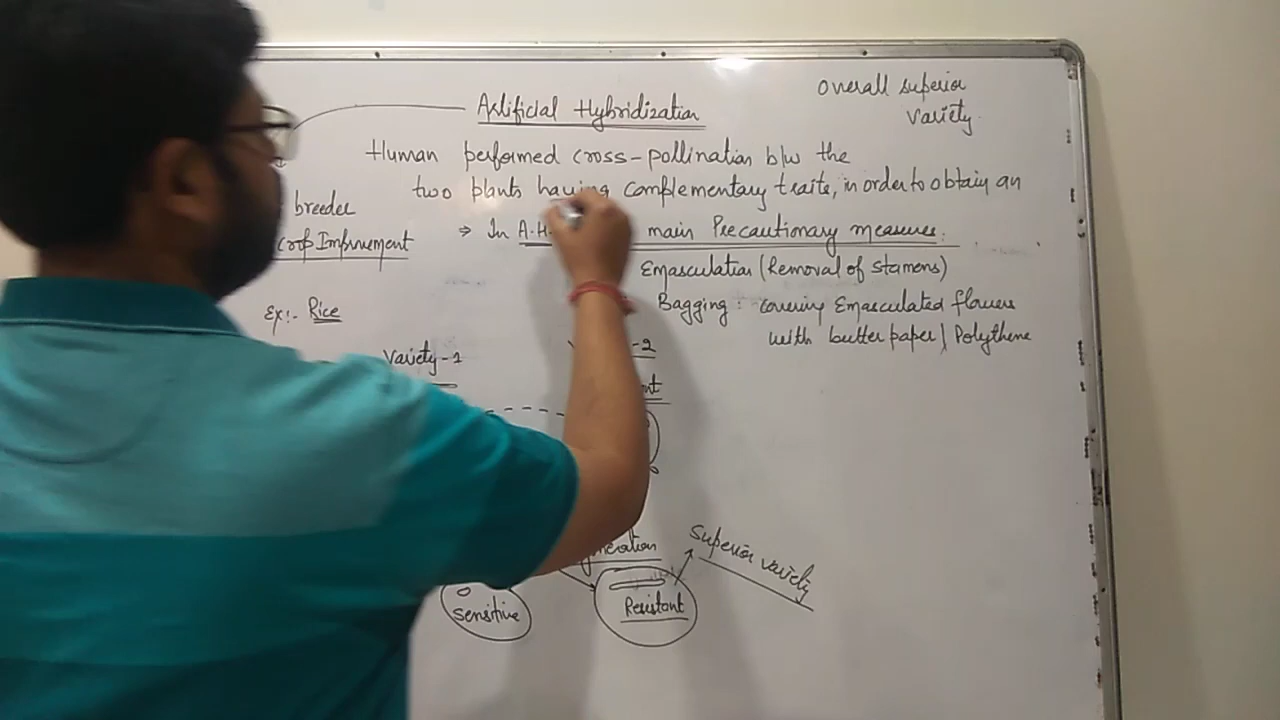 Overall superior
variety
Artificial Hybridization
Human performed cross-pollination b/w the
two plants having complementary traits, in order to obtain an
breeder
⇒ In A.H. main Precautionary measures.
Crop Improvement
Emasculation (Removal of stamens)
Ex:- Rice
Bagging : covering Emasculated flowers
with butter paper / Polythene
Variety-1
-2
Superior variety
Sensitive
Resistant